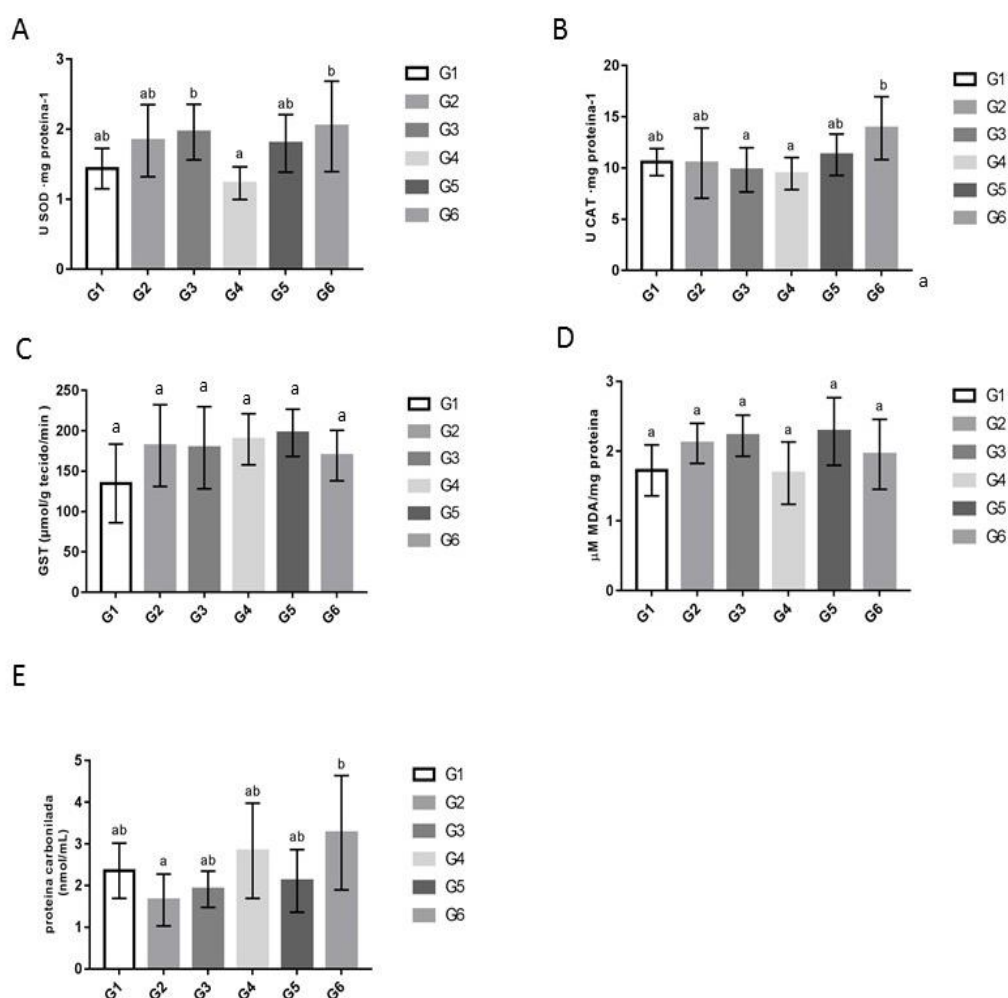 A
U SOD ·mg proteina-1
3
2
1
0
ab
ab
b
a
ab
b
G1
G2
G3
G4
G5
G6
G1
G2
G3
G4
G5
G6
B
U CAT ·mg proteina-1
20
15
10
5
0
ab
ab
a
a
ab
b
G1
G2
G3
G4
G5
G6
G1
G2
G3
G4
G5
G6
a
C
GST (µmol/g tecido/min)
250
200
150
100
50
0
a
a
a
a
a
a
G1
G2
G3
G4
G5
G6
G1
G2
G3
G4
G5
G6
D
µM MDA/mg proteina
3
2
1
0
a
a
a
a
a
a
G1
G2
G3
G4
G5
G6
G1
G2
G3
G4
G5
G6
E
proteina carbonilada
(nmol/mL)
5
4
3
2
1
0
ab
a
ab
ab
ab
b
G1
G2
G3
G4
G5
G6
G1
G2
G3
G4
G5
G6